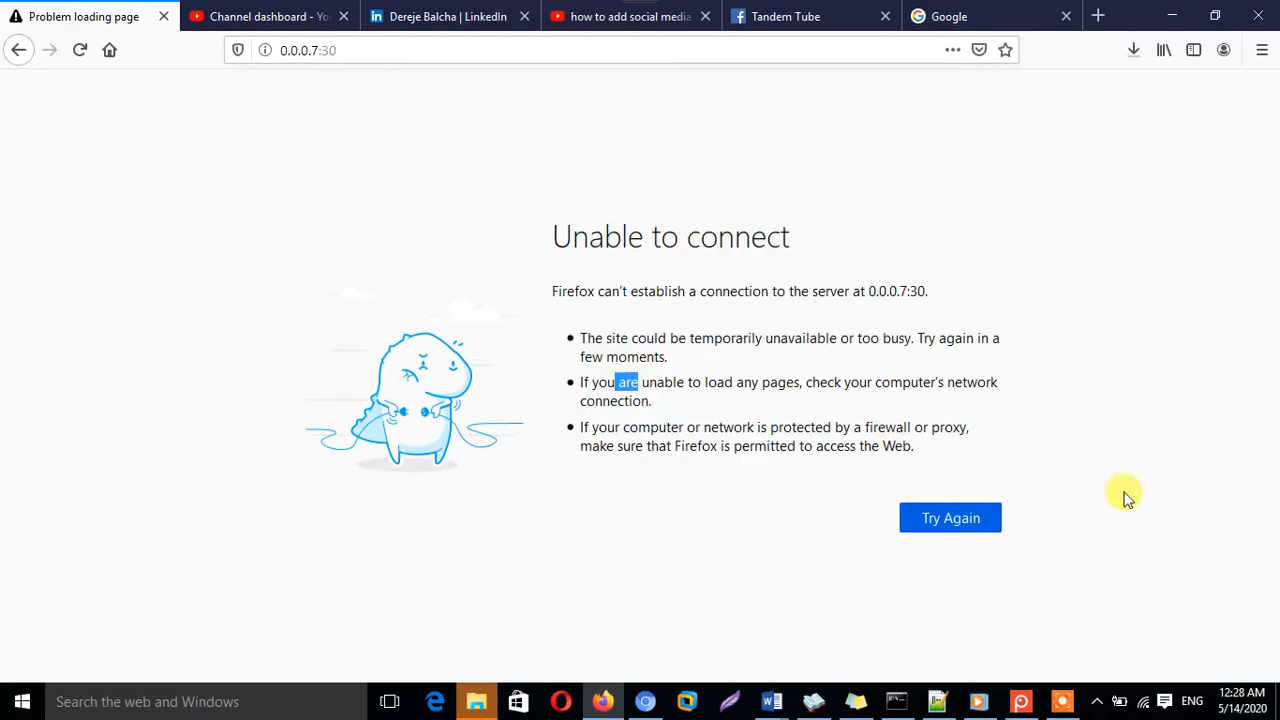 Problem loading page
Channel dashboard - Yo
Dereje Balcha | LinkedIn
how to add social media
Tandem Tube
Google
0.0.0.7:30
Unable to connect
Firefox can't establish a connection to the server at 0.0.0.7:30.
The site could be temporarily unavailable or too busy. Try again in a
few moments.
If you are unable to load any pages, check your computer's network
connection.
If your computer or network is protected by a firewall or proxy,
make sure that Firefox is permitted to access the Web.
Try Again
Search the web and Windows
ENG
12:28 AM
5/14/2020